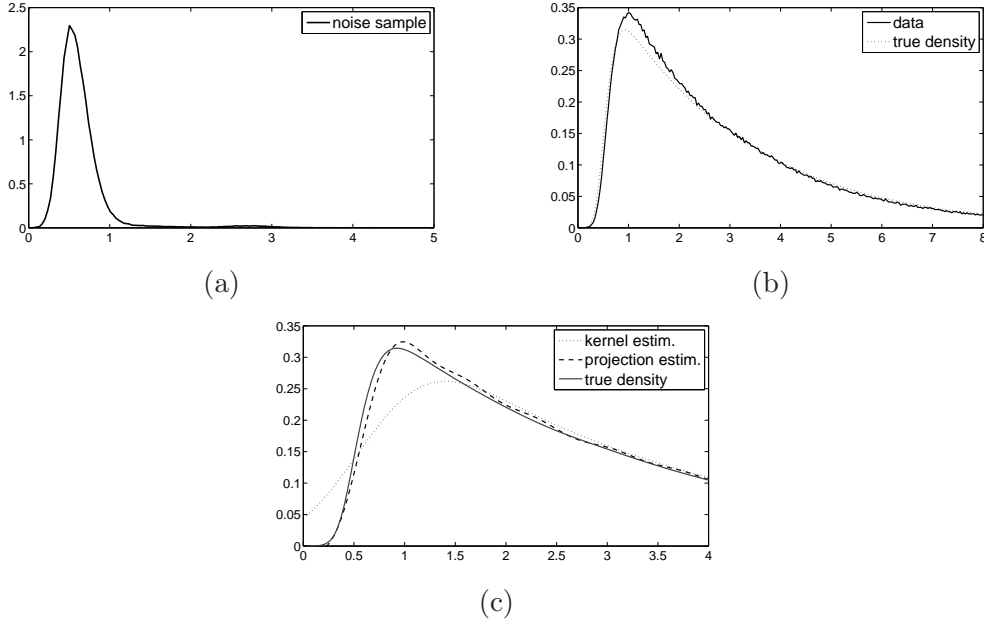 noise sample
2.5
2
1.5
1
0.5
0
0 1 2 3 4 5
(a)
data
true density
0.35
0.3
0.25
0.2
0.15
0.1
0.05
0
0 1 2 3 4 5 6 7 8
(b)
kernel estim.
projection estim.
true density
0.35
0.3
0.25
0.2
0.15
0.1
0.05
0
0 0.5 1 1.5 2 2.5 3 3.5 4
(c)